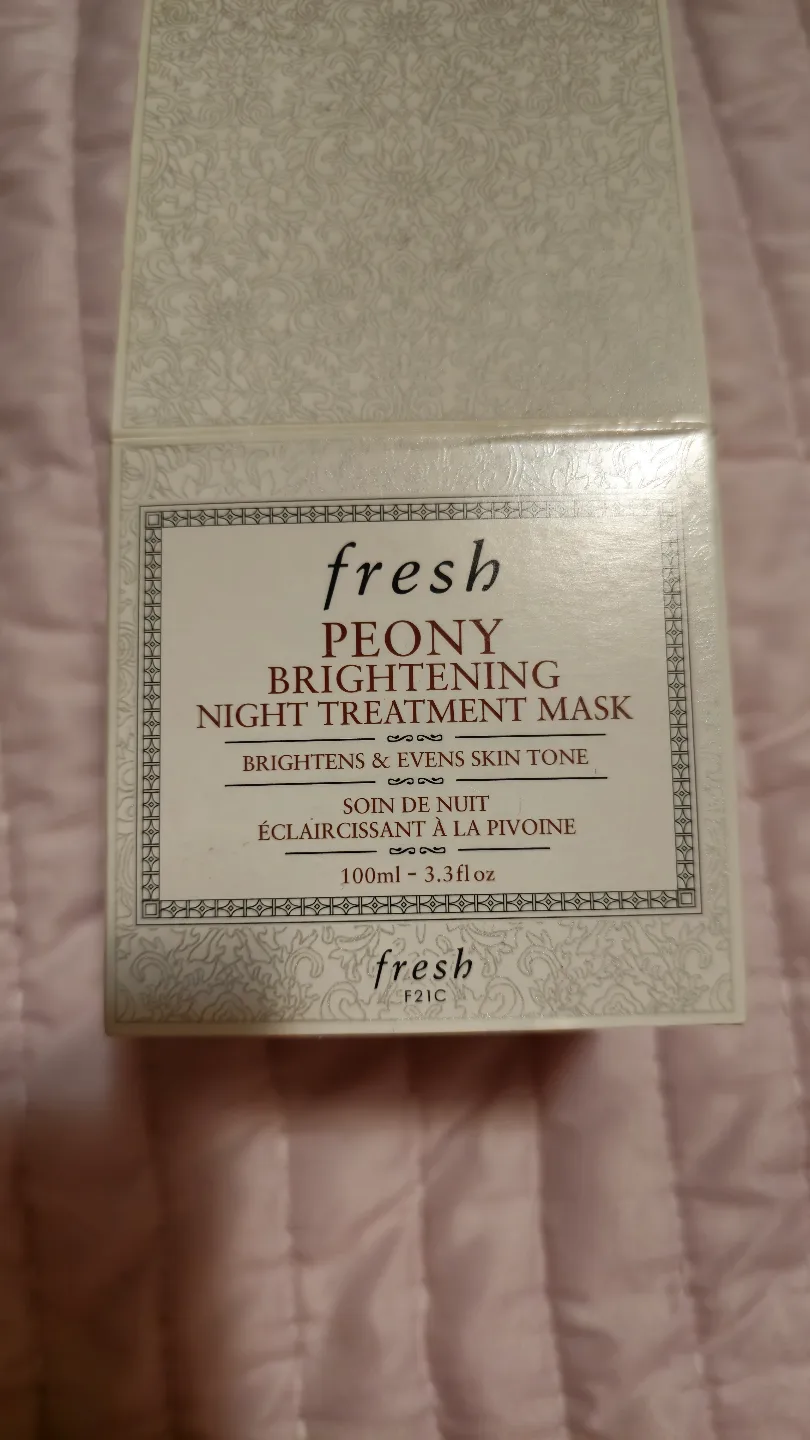 fresh
PEONY
BRIGHTENING
NIGHT TREATMENT MASK
BRIGHTENS & EVENS SKIN TONE
SOIN DE NUIT
ÉCLAIRCISSANT À LA PIVOINE
100ml - 3.3fl oz
fresh
F21C